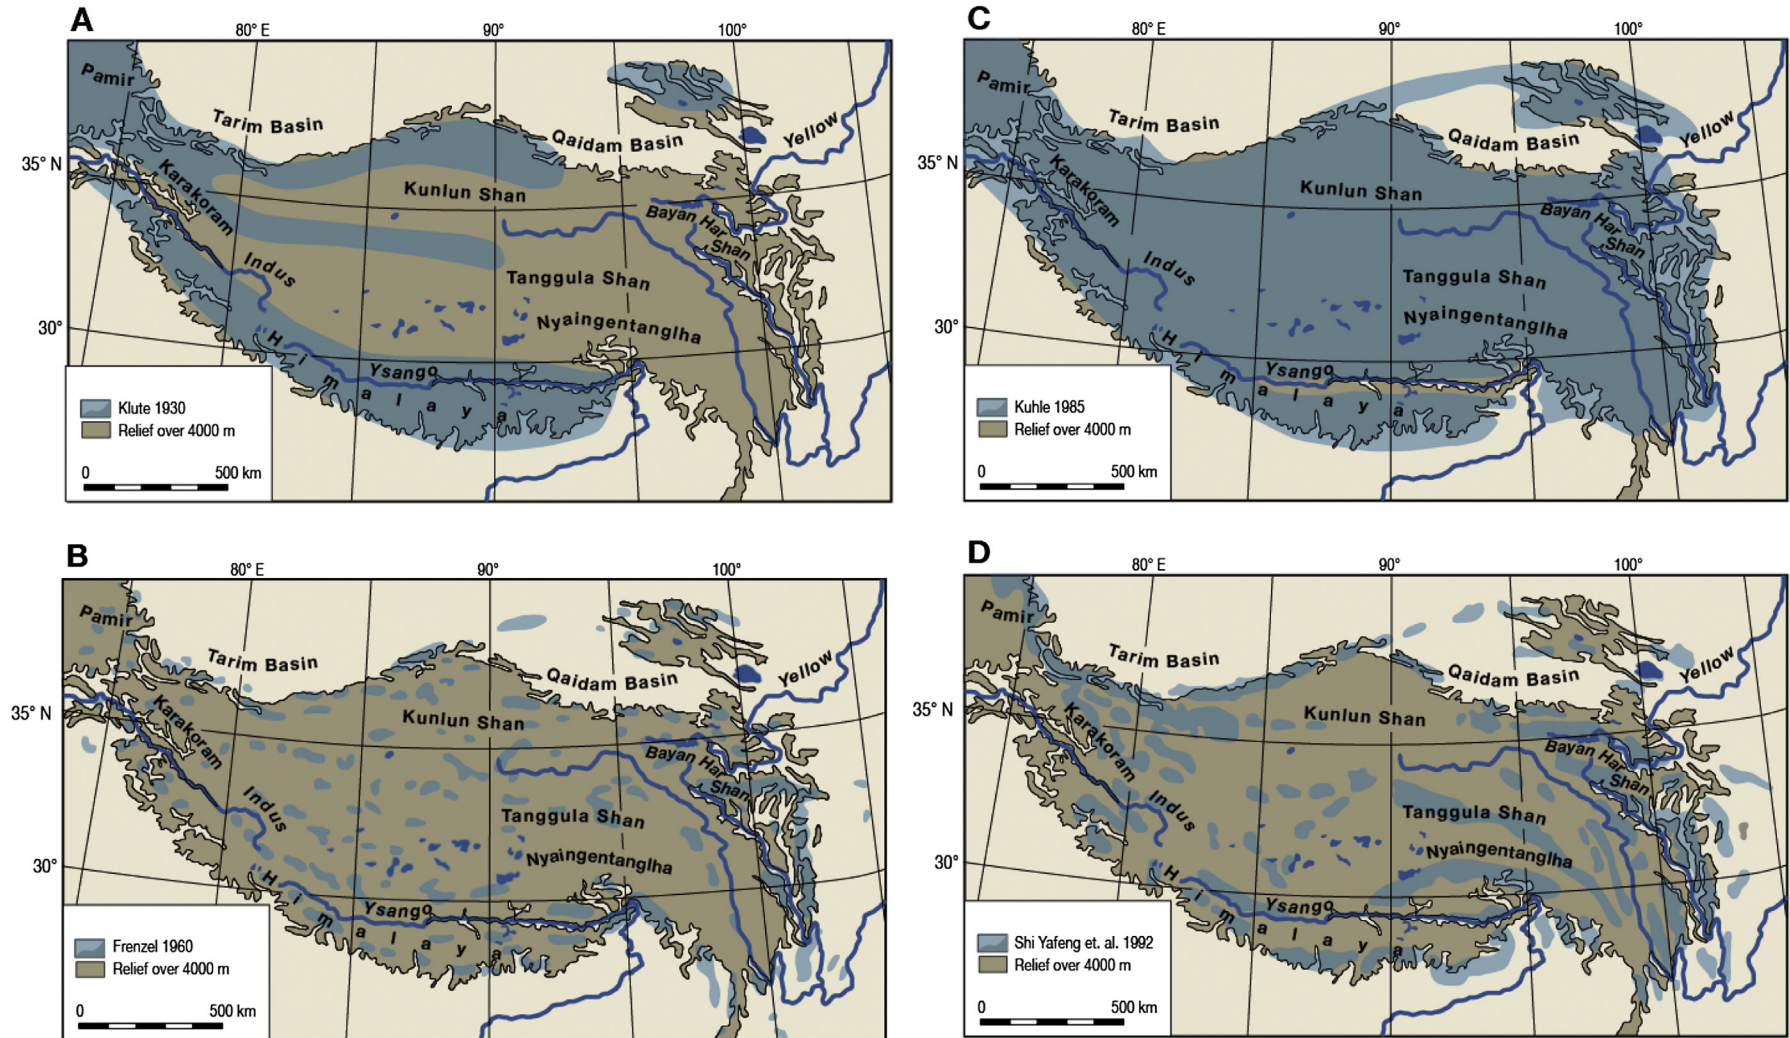 A
80° E
90°
100°
Pamir
Tarim Basin
Qaidam Basin
Yellow
35° N
Karakoram
Kunlun Shan
Bayan Har
Shan
Indus
Tanggula Shan
30°
Nyaingentanglha
Himalaya
Ysango
Klute 1930
Relief over 4000 m
0
500 km
C
80° E
90°
100°
Pamir
Tarim Basin
Qaidam Basin
Yellow
35° N
Karakoram
Kunlun Shan
Bayan Har
Shan
Indus
Tanggula Shan
30°
Nyaingentanglha
Himalaya
Ysango
Kuhle 1985
Relief over 4000 m
0
500 km
B
80° E
90°
100°
Pamir
Tarim Basin
Qaidam Basin
Yellow
35° N
Karakoram
Kunlun Shan
Bayan Har
Shan
Indus
Tanggula Shan
30°
Nyaingentanglha
Himalaya
Ysango
Frenzel 1960
Relief over 4000 m
0
500 km
D
80° E
90°
100°
Pamir
Tarim Basin
Qaidam Basin
Yellow
35° N
Karakoram
Kunlun Shan
Bayan Har
Shan
Indus
Tanggula Shan
30°
Nyaingentanglha
Himalaya
Ysango
Shi Yafeng et. al. 1992
Relief over 4000 m
0
500 km